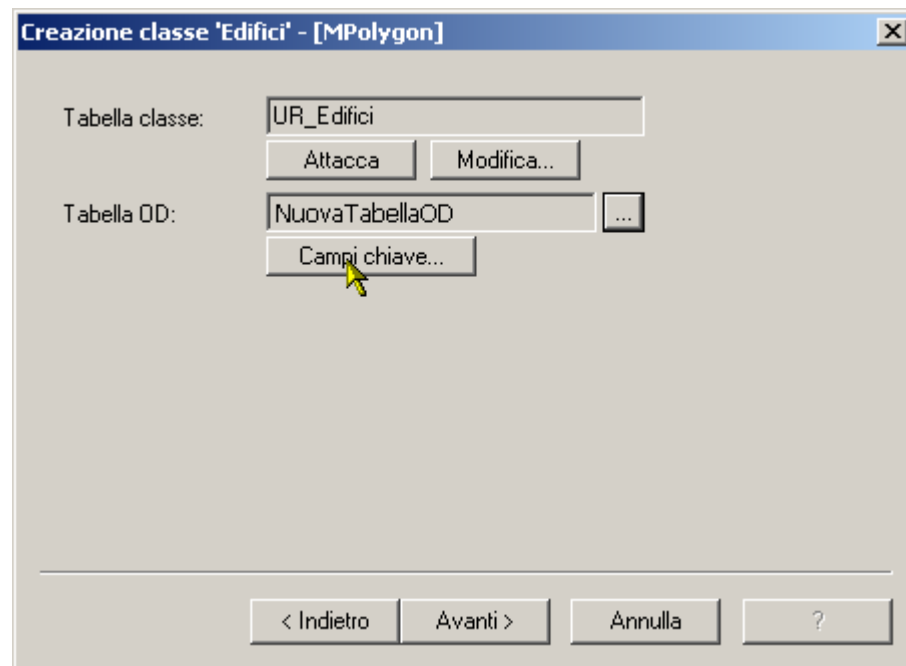 Creazione classe 'Edifici' - [MPolygon]
Tabella classe: UR_Edifici
Attacca Modifica...
Tabella OD: NuovaTabellaOD ...
Campi chiave...
< Indietro Avanti > Annulla ?